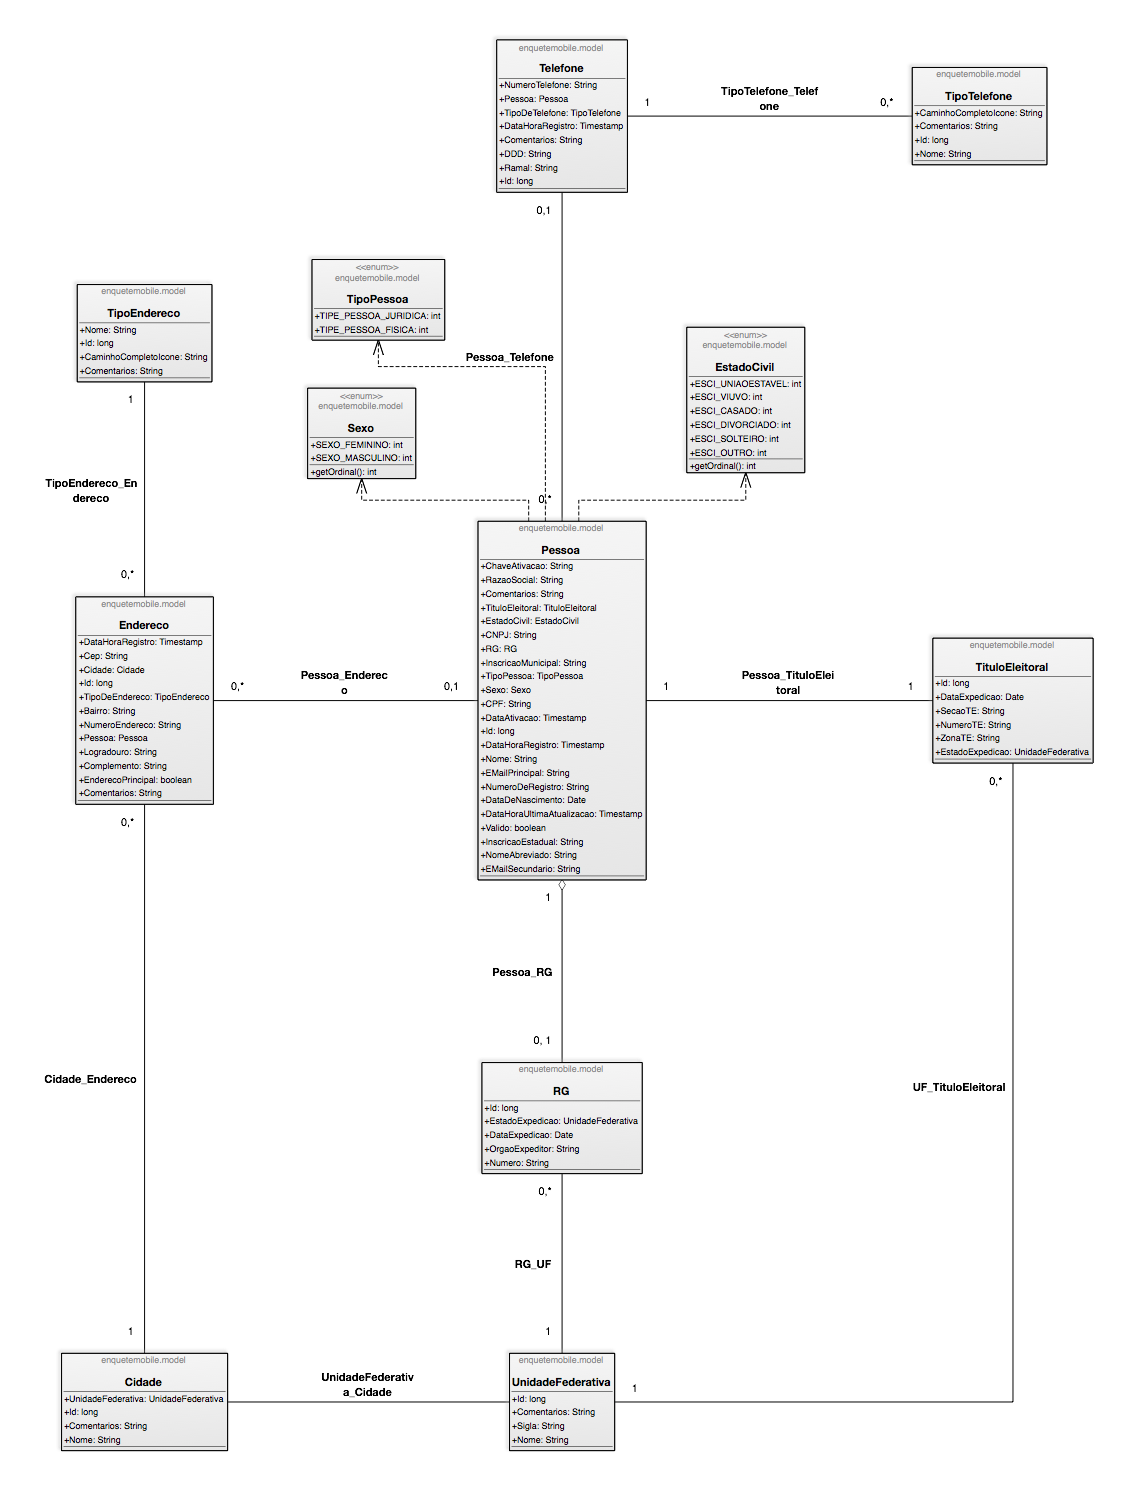 enquetemobile.model
Telefone
+NumeroTelefone: String
+Pessoa: Pessoa
+TipoDeTelefone: TipoTelefone
+DataHoraRegistro: Timestamp
+Comentarios: String
+DDD: String
+Ramal: String
+Id: long
1
TipoTelefone_Telef
one
0,*
enquetemobile.model
TipoTelefone
+CaminhoCompletoIcone: String
+Comentarios: String
+Id: long
+Nome: String
0,1
Pessoa_Telefone
0,*
<<enum>>
enquetemobile.model
TipoPessoa
+TIPE_PESSOA_JURIDICA: int
+TIPE_PESSOA_FISICA: int
enquetemobile.model
TipoEndereco
+Nome: String
+Id: long
+CaminhoCompletoIcone: String
+Comentarios: String
<<enum>>
enquetemobile.model
EstadoCivil
+ESCI_UNIAOESTAVEL: int
+ESCI_VIUVO: int
+ESCI_CASADO: int
+ESCI_DIVORCIADO: int
+ESCI_SOLTEIRO: int
+ESCI_OUTRO: int
+getOrdinal(): int
<<enum>>
enquetemobile.model
Sexo
+SEXO_FEMININO: int
+SEXO_MASCULINO: int
+getOrdinal(): int
1
TipoEndereco_En
dereco
0,*
enquetemobile.model
Endereco
+DataHoraRegistro: Timestamp
+Cep: String
+Cidade: Cidade
+Id: long
+TipoDeEndereco: TipoEndereco
+Bairro: String
+NumeroEndereco: String
+Pessoa: Pessoa
+Logradouro: String
+Complemento: String
+EnderecoPrincipal: boolean
+Comentarios: String
0,*
Pessoa_Enderec
o
0,1
enquetemobile.model
Pessoa
+ChaveAtivacao: String
+RazaoSocial: String
+Comentarios: String
+TituloEleitoral: TituloEleitoral
+EstadoCivil: EstadoCivil
+CNPJ: String
+RG: RG
+InscricaoMunicipal: String
+TipoPessoa: TipoPessoa
+Sexo: Sexo
+CPF: String
+DataAtivacao: Timestamp
+Id: long
+DataHoraRegistro: Timestamp
+Nome: String
+EMailPrincipal: String
+NumeroDeRegistro: String
+DataDeNascimento: Date
+DataHoraUltimaAtualizacao: Timestamp
+Valido: boolean
+InscricaoEstadual: String
+NomeAbreviado: String
+EMailSecundario: String
1
Pessoa_TituloElei
toral
1
enquetemobile.model
TituloEleitoral
+Id: long
+DataExpedicao: Date
+SecaoTE: String
+NumeroTE: String
+ZonaTE: String
+EstadoExpedicao: UnidadeFederativa
0,*
0,*
1
Pessoa_RG
0, 1
enquetemobile.model
RG
+Id: long
+EstadoExpedicao: UnidadeFederativa
+DataExpedicao: Date
+OrgaoExpeditor: String
+Numero: String
Cidade_Endereco
UF_TituloEleitoral
0,*
RG_UF
1
1
enquetemobile.model
Cidade
+UnidadeFederativa: UnidadeFederativa
+Id: long
+Comentarios: String
+Nome: String
UnidadeFederativ
a_Cidade
enquetemobile.model
UnidadeFederativa
+Id: long
+Comentarios: String
+Sigla: String
+Nome: String
1